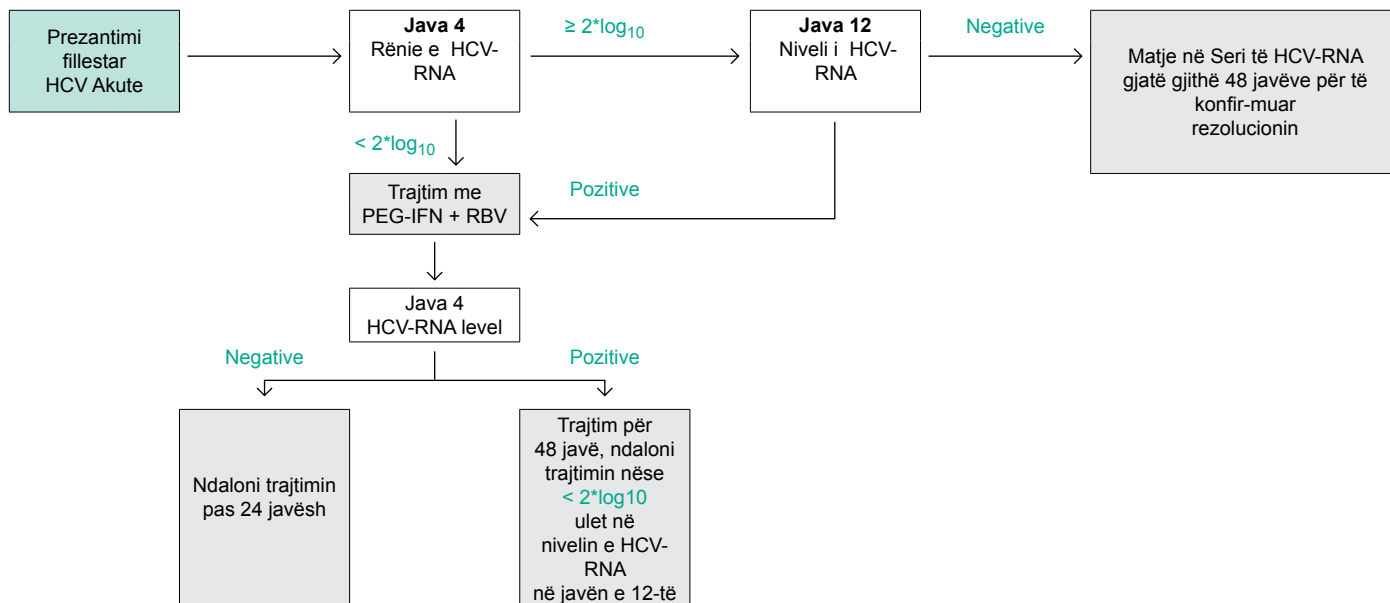 Prezantimi
fillestar
HCV Akute
Java 4
Rënie e HCV-
RNA
≥ 2*log10
Java 12
Niveli i HCV-
RNA
Negative
Matje në Seri të HCV-RNA
gjatë gjithë 48 javëve për të
konfir-muar
rezolucionin
< 2*log10
Trajtim me
PEG-IFN + RBV
Pozitive
Java 4
HCV-RNA level
Negative
Pozitive
Ndaloni trajtimin
pas 24 javësh
Trajtim për
48 javë, ndaloni
trajtimin nëse
< 2*log10
ulet në
nivelin e HCV-
RNA
në javën e 12-të